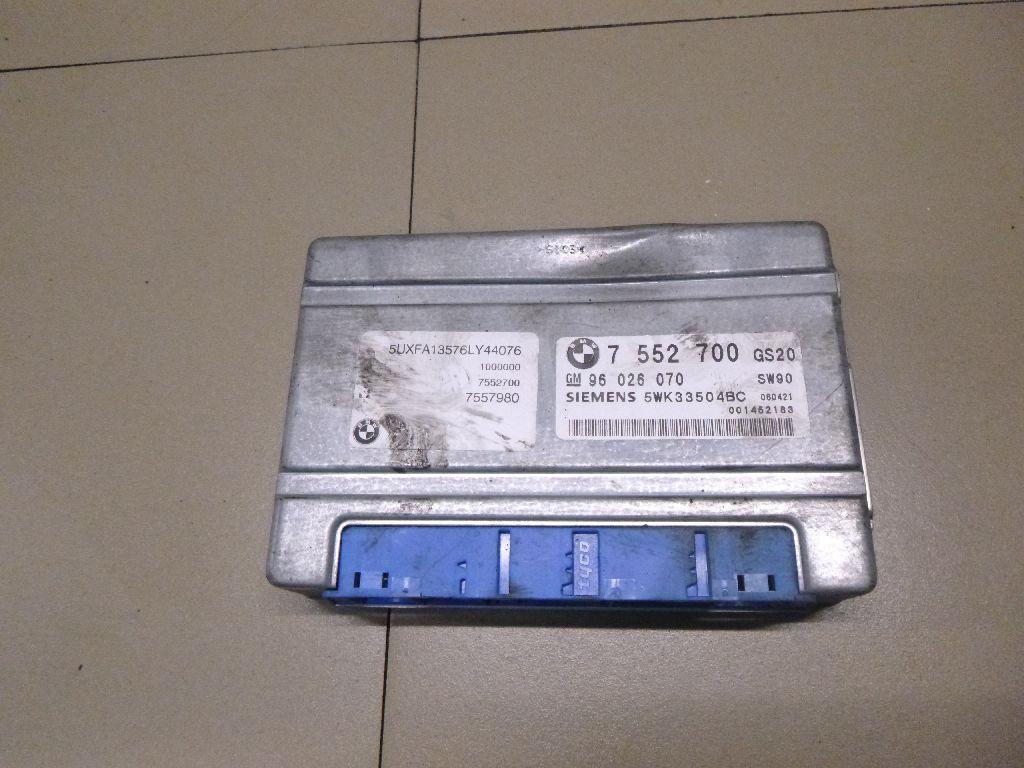 5UXFA13576LY44076
1000000
7552700
7557980
7 552 700 GS20
GM 96 026 070 SW90
SIEMENS 5WK33504BC 060421
001452183
tyco